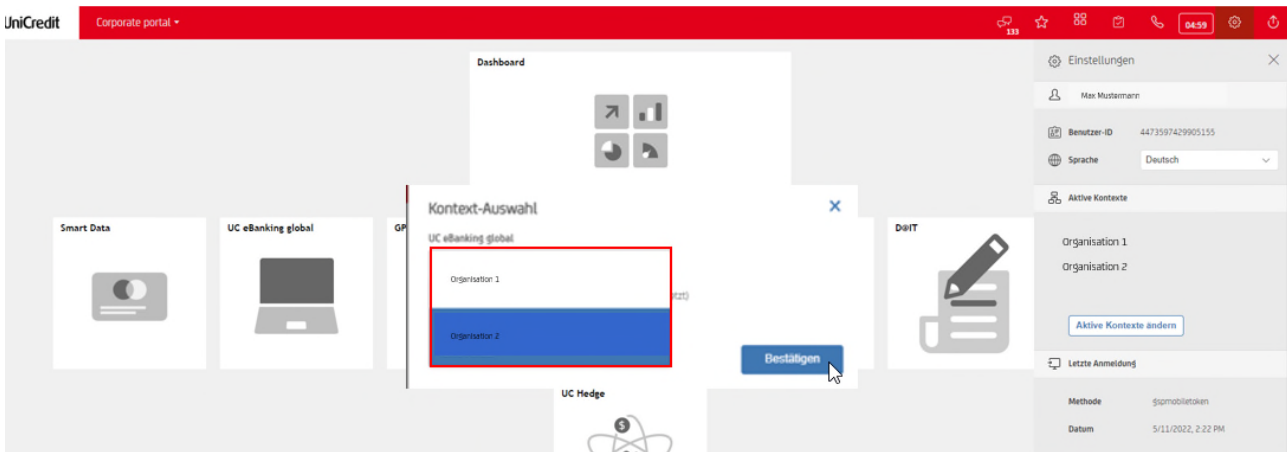 UniCredit
Corporate portal
133
04:59
Dashboard
Smart Data
UC eBanking global
GP
D@IT
UC Hedge
$
Kontext-Auswahl
UC eBanking global
Organisation 1
tzt)
Organisation 2
Bestätigen
Einstellungen
Max Mustermann
Benutzer-ID 4473597429905155
Sprache Deutsch
Aktive Kontexte
Organisation 1
Organisation 2
Aktive Kontexte ändern
Letzte Anmeldung
Methode gspmobiletoken
Datum 5/11/2022, 2:22 PM